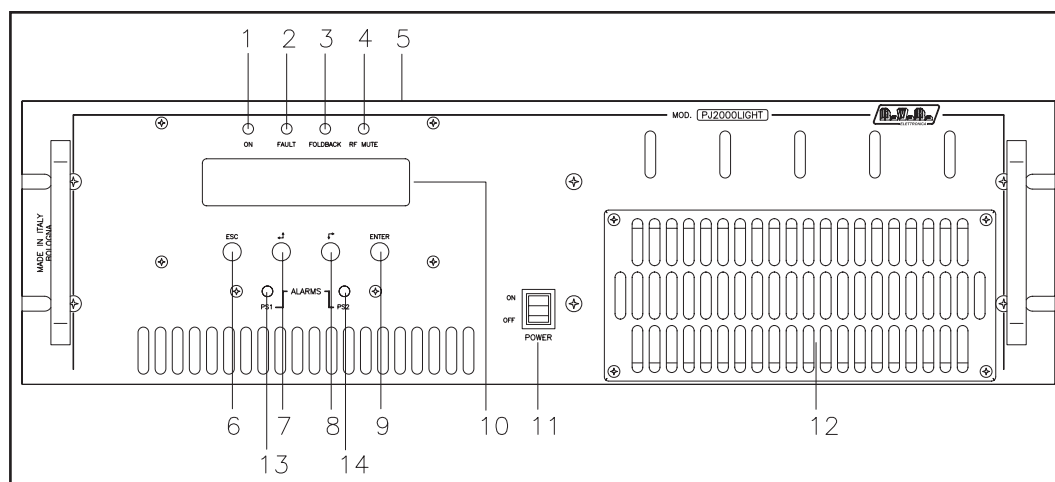 1 2 3 4 5
MOD. PJ2000LIGHT
R.V.R.
ELETTRONICA
ON FAULT FOLDBACK RF MUTE
MADE IN ITALY
BOLOGNA
ESC ENTER
ALARMS
PS1 PS2
ON
OFF
POWER
6 7 8 9 10 11 12
13 14